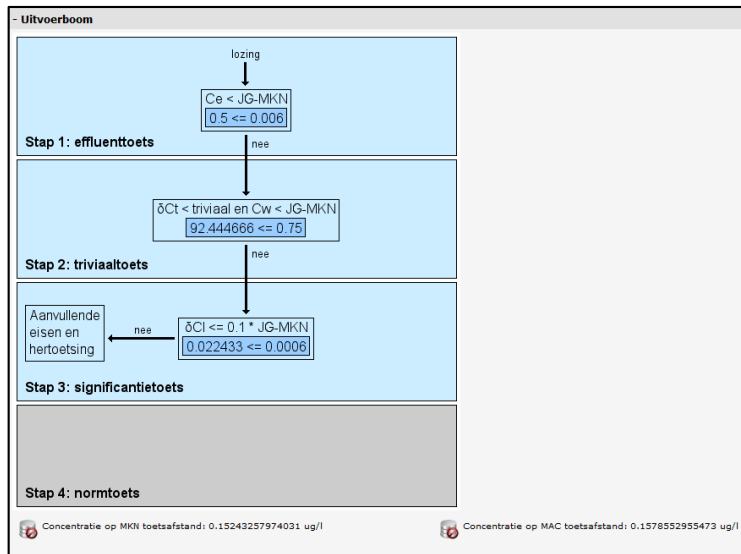 - Uitvoerboom
lozing
Ce < JG-MKN
0.5 <= 0.006
Stap 1: effluenttoets
nee
δCt < triviaal en Cw < JG-MKN
92.444666 <= 0.75
Stap 2: triviaaltoets
nee
Aanvullende
eisen en
hertoetsing
nee
δCl <= 0.1 * JG-MKN
0.022433 <= 0.0006
Stap 3: significantietoets
Stap 4: normtoets
Concentratie op MKN toetsafstand: 0.15243257974031 ug/l
Concentratie op MAC toetsafstand: 0.1578552955473 ug/l